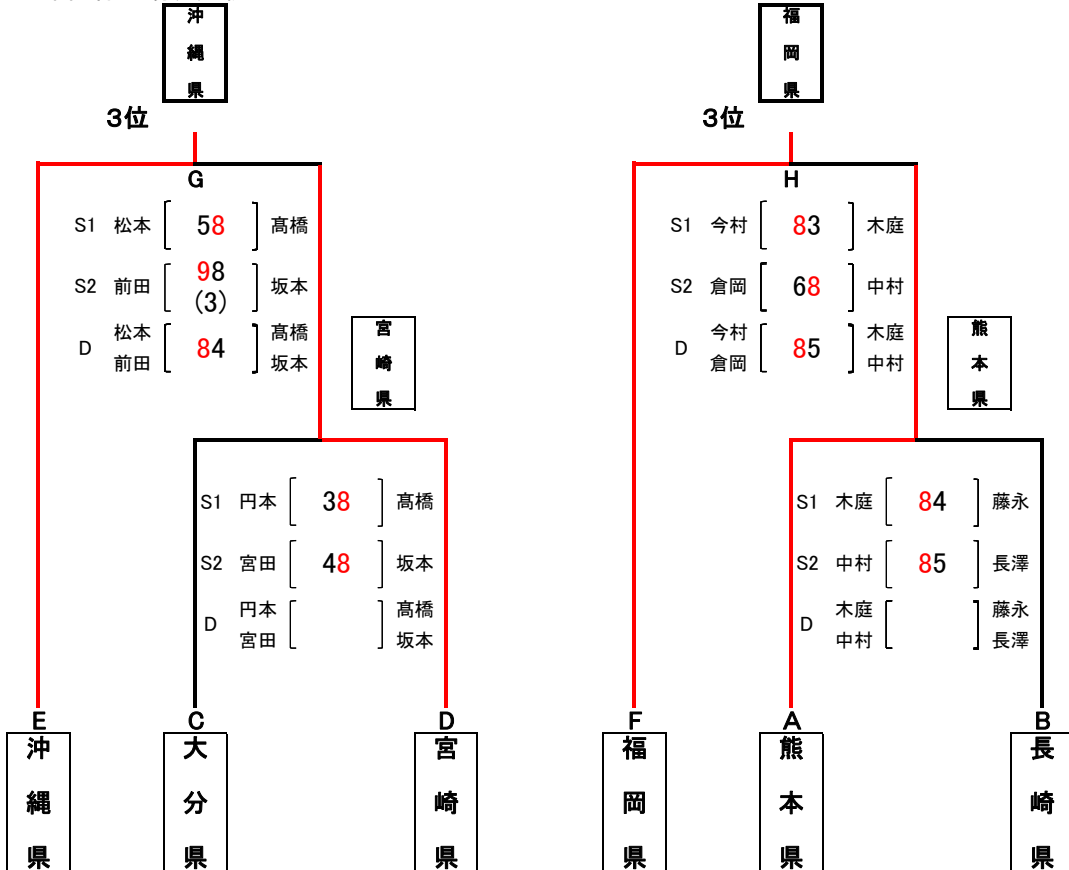 沖縄県
3位
G
S1 松本 58 髙橋
S2 前田 98 坂本
(3)
D 松本 前田 84 髙橋 坂本
宮崎県
S1 円本 38 髙橋
S2 宮田 48 坂本
D 円本 宮田 髙橋 坂本
E
沖縄県
C
大分県
D
宮崎県
福岡県
3位
H
S1 今村 83 木庭
S2 倉岡 68 中村
D 今村 倉岡 85 木庭 中村
熊本県
S1 木庭 84 藤永
S2 中村 85 長澤
D 木庭 中村 藤永 長澤
F
福岡県
A
熊本県
B
長崎県